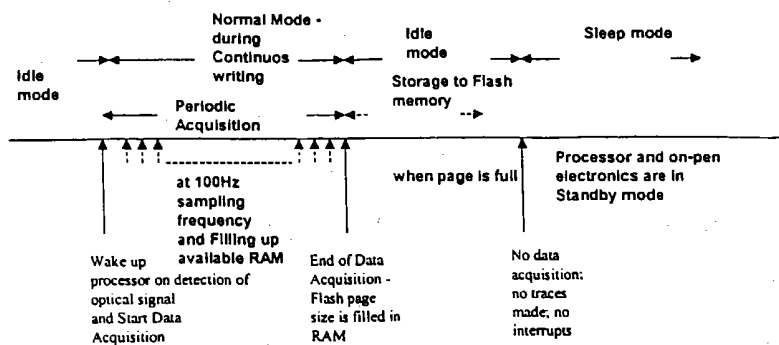 Normal Mode -
during
Continuos
writing
Idle
mode
Sleep mode
Idle
mode
Storage to Flash
memory
Periodic
Acquisition
at 100Hz
sampling
frequency
and Filling up
available RAM
when page is full
Processor and on-pen
electronics are in
Standby mode
Wake up
processor on detection of
optical signal
and Start Data
Acquisition
End of Data
Acquisition -
Flash page
size is filled in
RAM
No data
acquisition;
no traces
made; no
interrupts